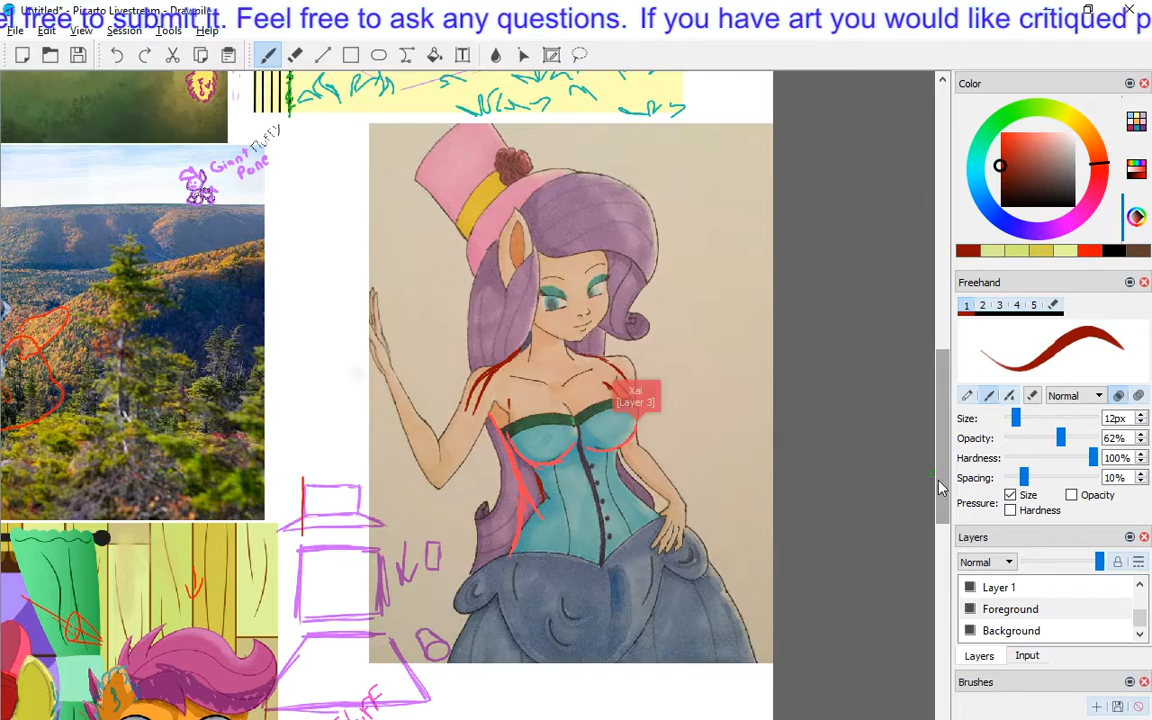 Untitled* - Picarto Livestream - Drawpile
el free to submit it. Feel free to ask any questions. If you have art you would like critiqued p
File Edit View Session Tools Help
Color
Giant
Fluffy
Pone
Freehand
1 2 3 4 5
Xai
[Layer 3]
Normal
Size: 12px
Opacity: 62%
Hardness: 100%
Spacing: 10%
Pressure: Size Opacity
Hardness
Layers
Normal
Layer 1
Foreground
Background
Layers Input
Brushes